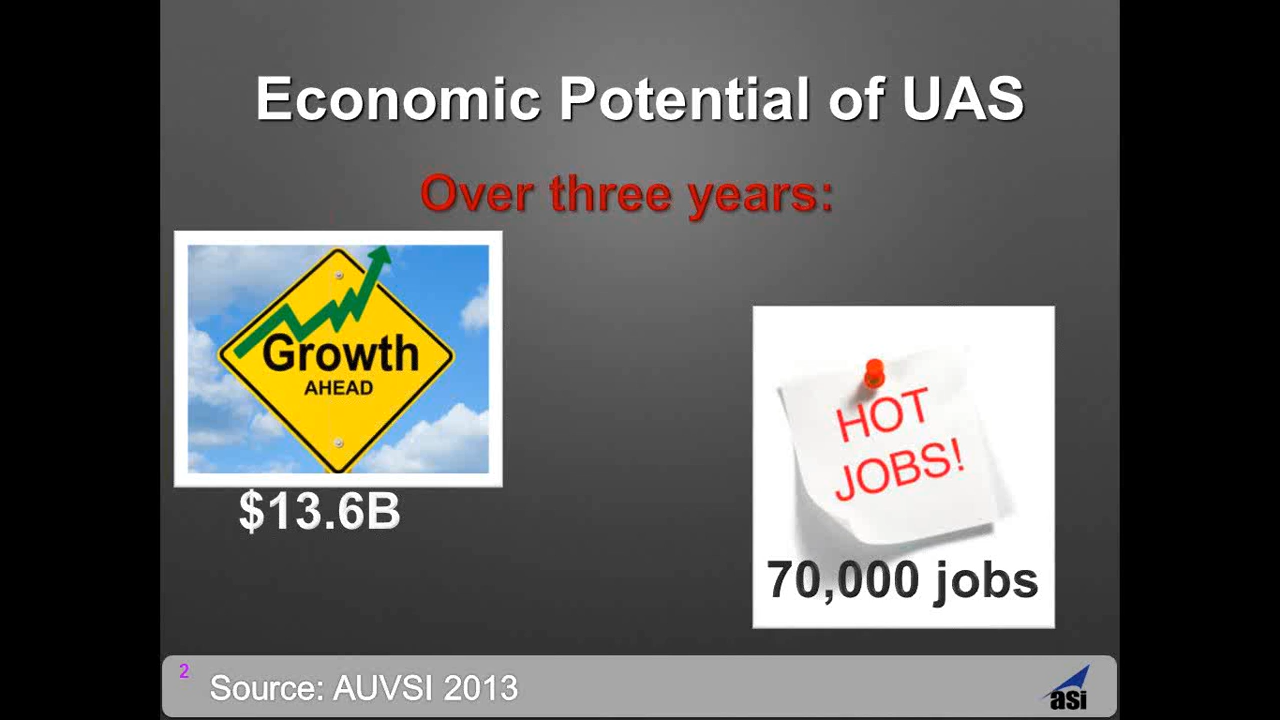 Economic Potential of UAS
Over three years:
Growth
AHEAD
$13.6B
HOT
JOBS!
70,000 jobs
2
Source: AUVSI 2013
asi